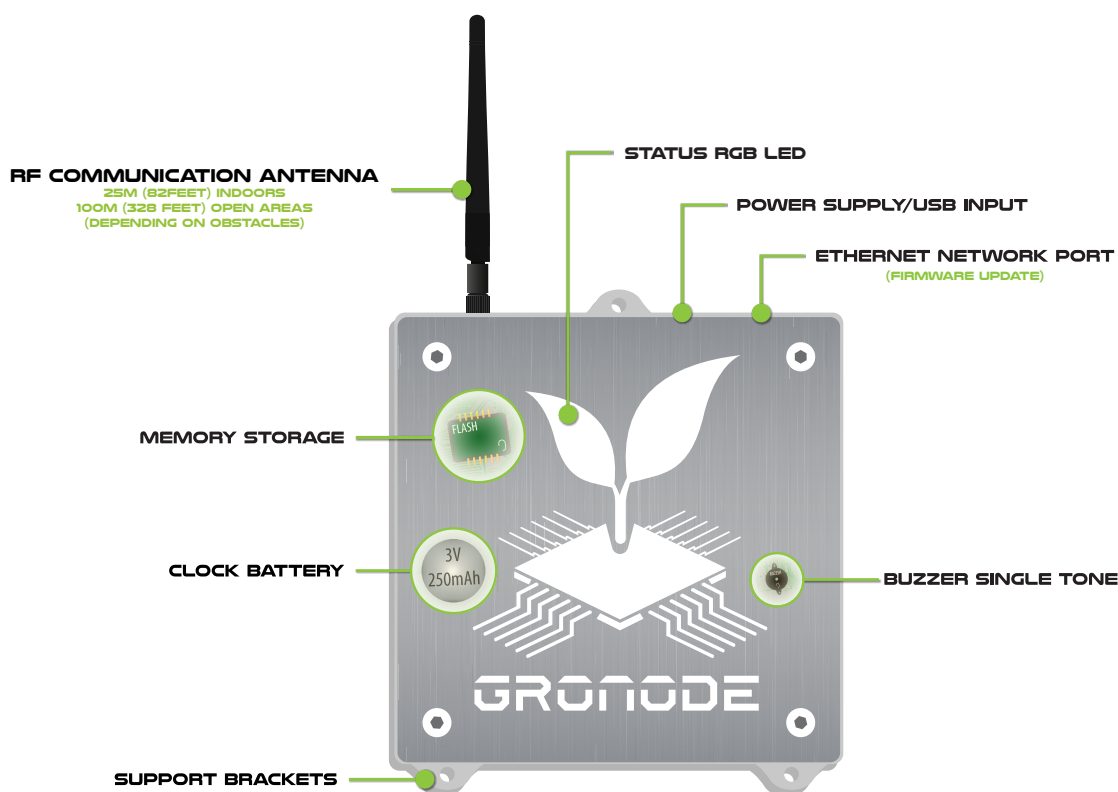 RF COMMUNICATION ANTENNA
25M (82FEET) INDOORS
100M (328 FEET) OPEN AREAS
(DEPENDING ON OBSTACLES)
STATUS RGB LED
POWER SUPPLY/USB INPUT
ETHERNET NETWORK PORT
(FIRMWARE UPDATE)
MEMORY STORAGE
FLASH
CLOCK BATTERY
3V
250mAh
BUZZER SINGLE TONE
GRONODE
SUPPORT BRACKETS